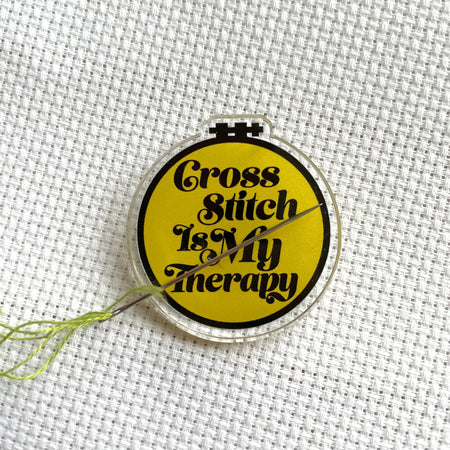 Cross
Stitch
Is My
Therapy